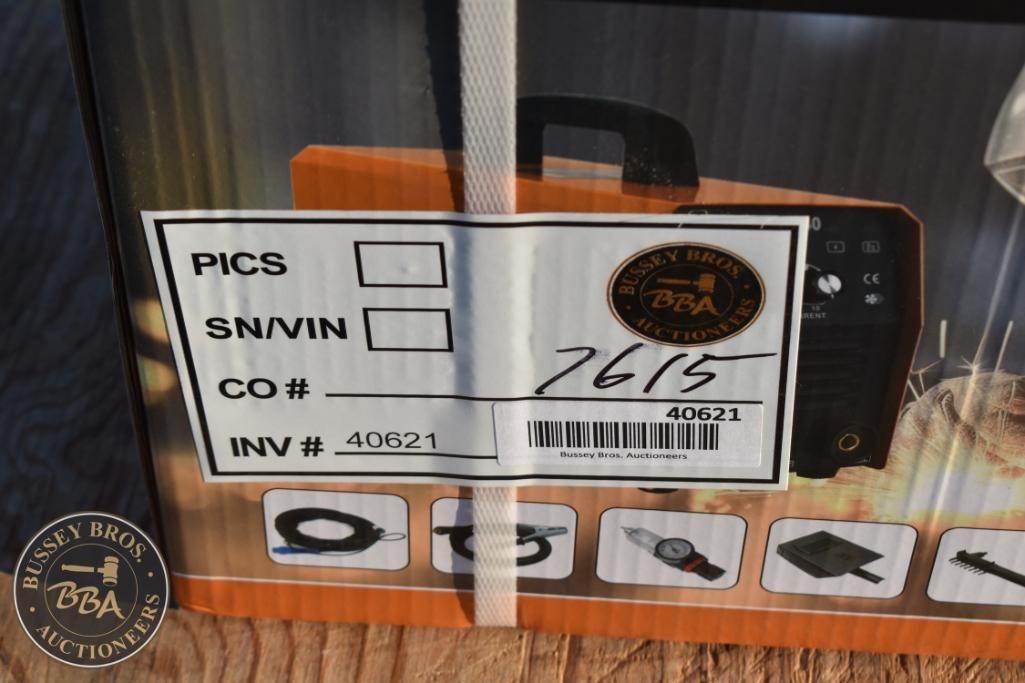 PICS
SN/VIN
BUSSEY BROS.
BBA
AUCTIONEERS
7615
CO #
40621
INV # 40621
Bussey Bros. Auctioneers
0
CE
BUSSEY BROS.
BBA
AUCTIONEERS